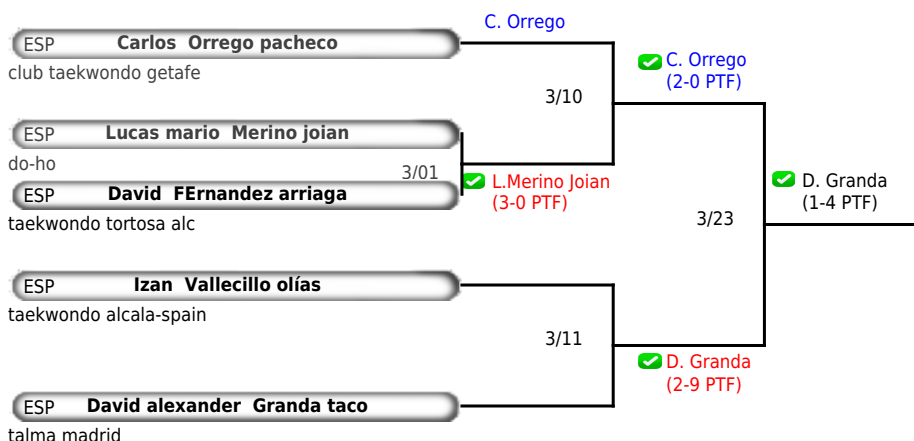 C. Orrego
ESP Carlos Orrego pacheco
club taekwondo getafe
C. Orrego
(2-0 PTF)
3/10
ESP Lucas mario Merino joian
do-ho
3/01
L.Merino Joian
(3-0 PTF)
ESP David FErnandez arriaga
taekwondo tortosa alc
D. Granda
(1-4 PTF)
3/23
ESP Izan Vallecillo olías
taekwondo alcala-spain
3/11
D. Granda
(2-9 PTF)
ESP David alexander Granda taco
talma madrid